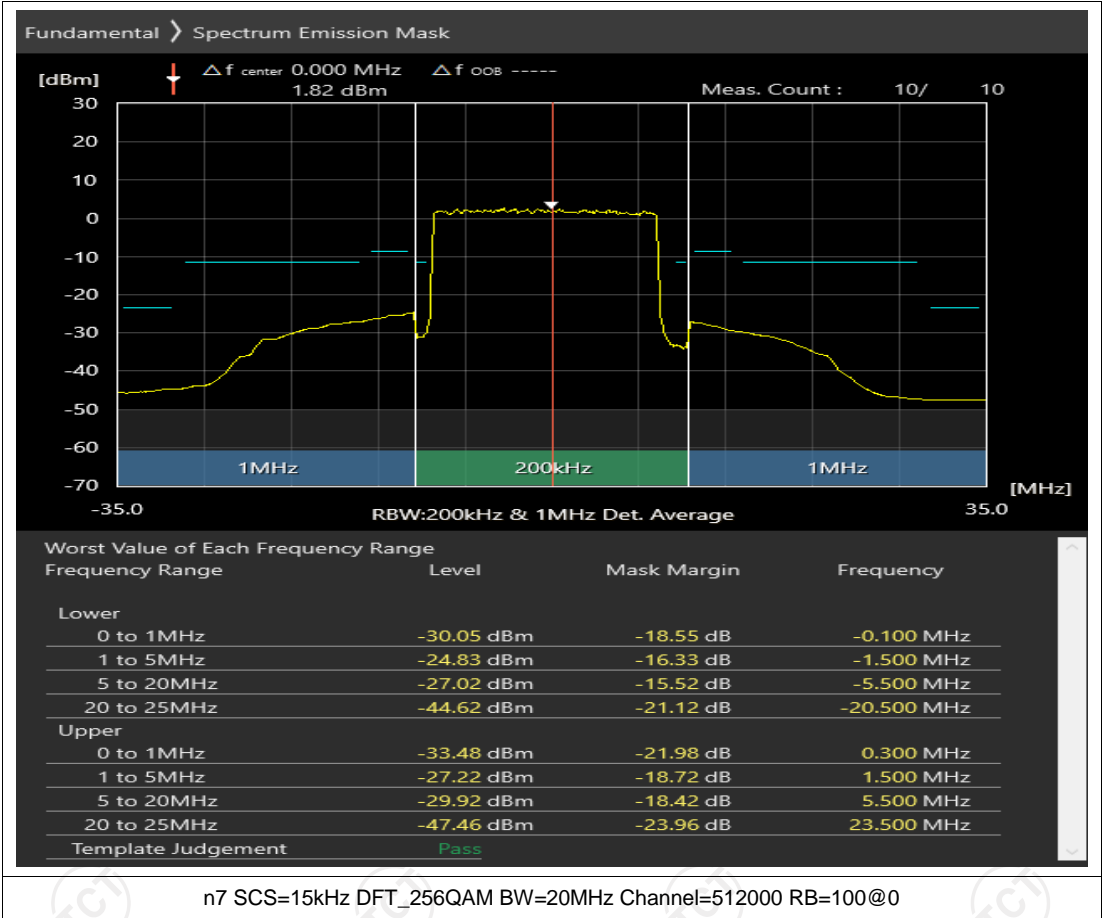 Fundamental ❯ Spectrum Emission Mask
[dBm] △f center 0.000 MHz △f OOB -----
1.82 dBm Meas. Count : 10/ 10
30
20
10
0
-10
-20
-30
-40
-50
-60
1MHz 200kHz 1MHz
-70
[MHz]
-35.0 RBW:200kHz & 1MHz Det. Average 35.0
Worst Value of Each Frequency Range
Frequency Range Level Mask Margin Frequency
Lower
0 to 1MHz -30.05 dBm -18.55 dB -0.100 MHz
1 to 5MHz -24.83 dBm -16.33 dB -1.500 MHz
5 to 20MHz -27.02 dBm -15.52 dB -5.500 MHz
20 to 25MHz -44.62 dBm -21.12 dB -20.500 MHz
Upper
0 to 1MHz -33.48 dBm -21.98 dB 0.300 MHz
1 to 5MHz -27.22 dBm -18.72 dB 1.500 MHz
5 to 20MHz -29.92 dBm -18.42 dB 5.500 MHz
20 to 25MHz -47.46 dBm -23.96 dB 23.500 MHz
Template Judgement Pass
n7 SCS=15kHz DFT_256QAM BW=20MHz Channel=512000 RB=100@0
TCT TCT TCT TCT